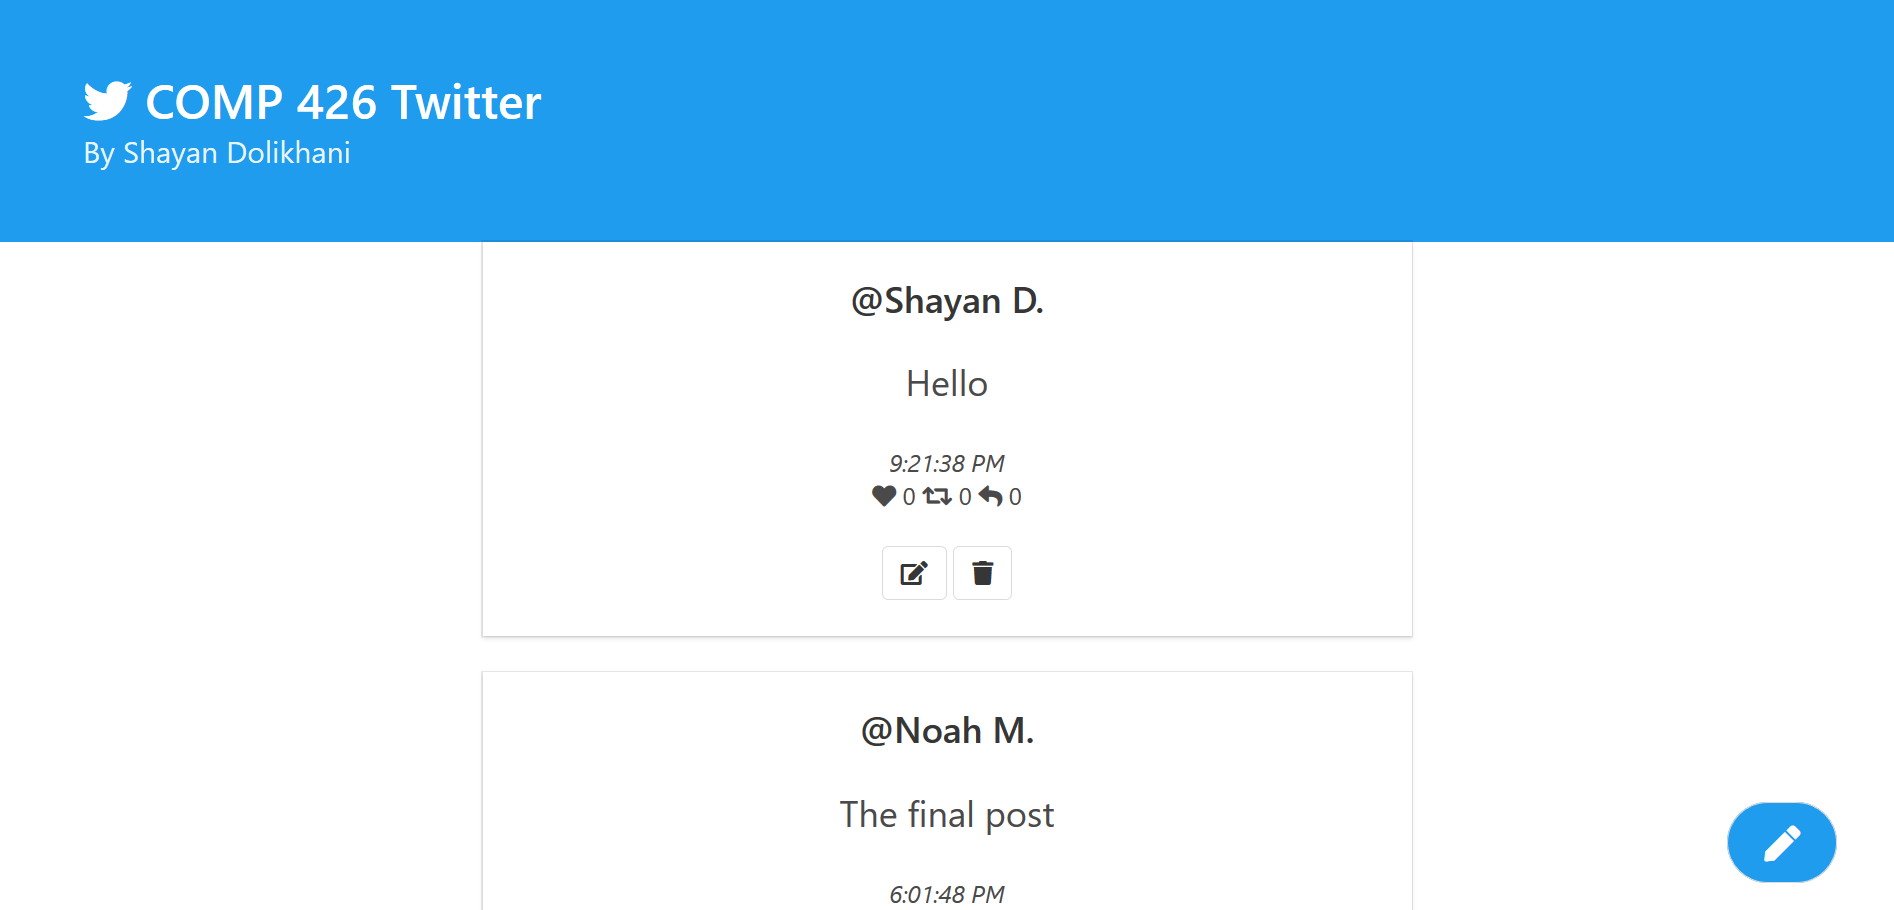 COMP 426 Twitter
By Shayan Dolikhani
@Shayan D.
Hello
9:21:38 PM
0 0 0
@Noah M.
The final post
6:01:48 PM